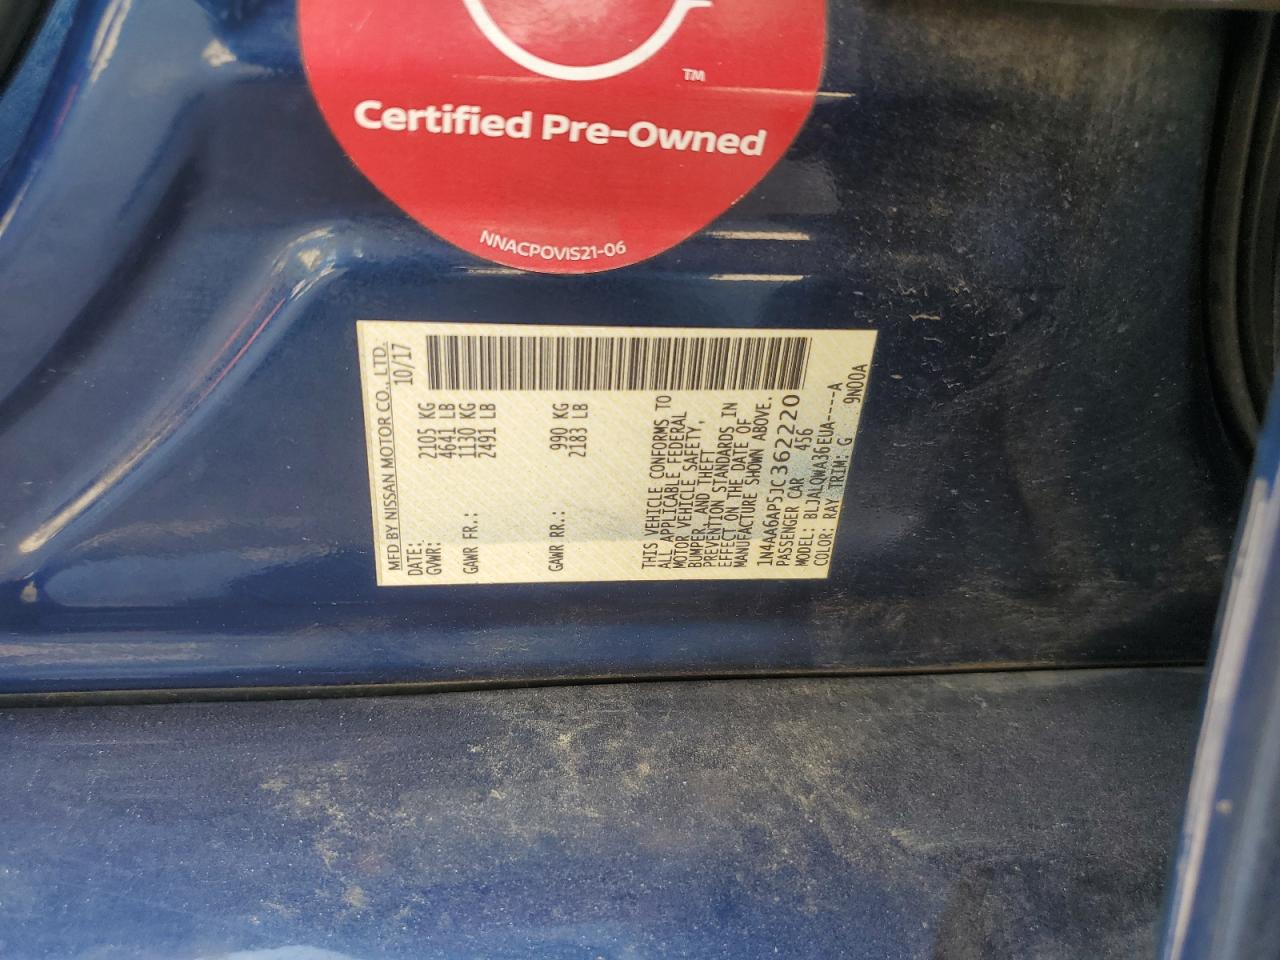 TM
Certified Pre-Owned
NNACPOVIS21-06
MFD BY NISSAN MOTOR CO., LTD.
DATE: 10/17
GVWR: 2105 KG
4641 LB
GAWR FR.: 1130 KG
2491 LB
GAWR RR.: 990 KG
2183 LB
THIS VEHICLE CONFORMS TO
ALL APPLICABLE FEDERAL
MOTOR VEHICLE SAFETY,
BUMPER, AND THEFT
PREVENTION STANDARDS IN
EFFECT ON THE DATE OF
MANUFACTURE SHOWN ABOVE.
1N4AA6AP5JC362220
PASSENGER CAR 456
MODEL: BLJALQWA36EUA----A
COLOR: RAY TRIM: G 9N00A